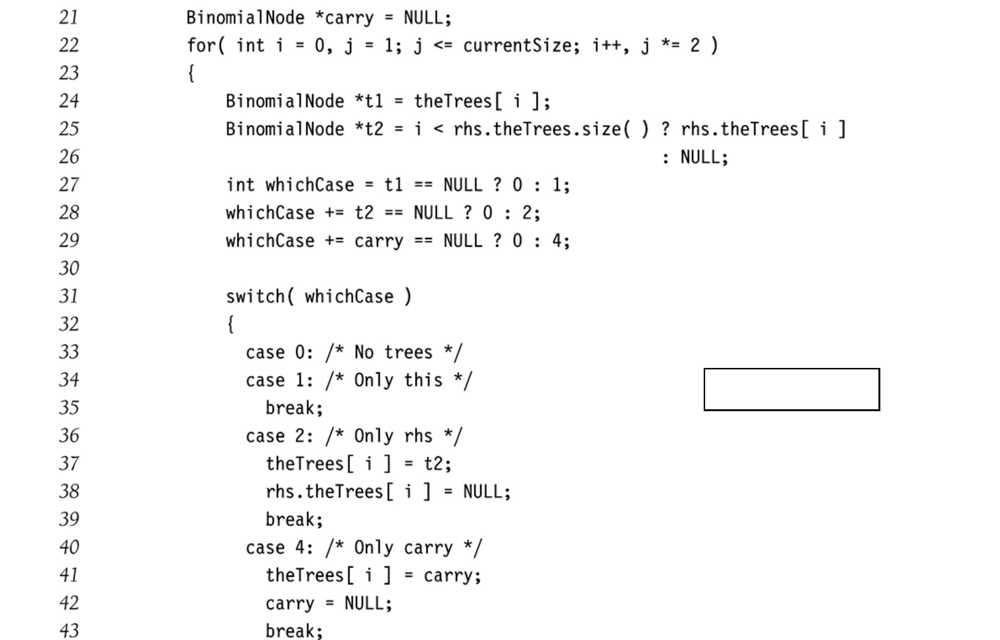 21 BinomialNode *carry = NULL;
22 for( int i = 0, j = 1; j <= currentSize; i++, j *= 2 )
23 {
24 BinomialNode *t1 = theTrees[ i ];
25 BinomialNode *t2 = i < rhs.theTrees.size( ) ? rhs.theTrees[ i ]
26 : NULL;
27 int whichCase = t1 == NULL ? 0 : 1;
28 whichCase += t2 == NULL ? 0 : 2;
29 whichCase += carry == NULL ? 0 : 4;
30
31 switch( whichCase )
32 {
33 case 0: /* No trees */
34 case 1: /* Only this */
35 break;
36 case 2: /* Only rhs */
37 theTrees[ i ] = t2;
38 rhs.theTrees[ i ] = NULL;
39 break;
40 case 4: /* Only carry */
41 theTrees[ i ] = carry;
42 carry = NULL;
43 break;